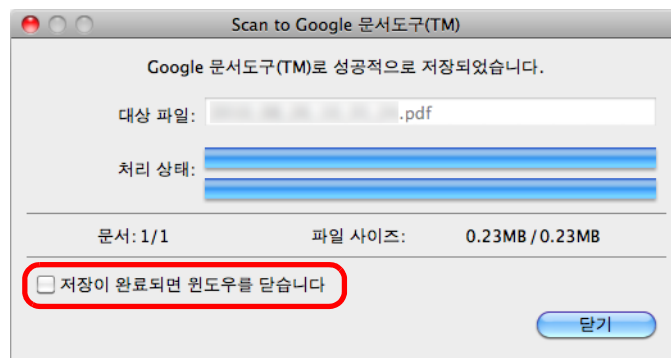 Scan to Google 문서도구(TM)
Google 문서도구(TM)로 성공적으로 저장되었습니다.
대상 파일: .pdf
처리 상태:
문서: 1/1 파일 사이즈: 0.23MB / 0.23MB
저장이 완료되면 윈도우를 닫습니다
닫기